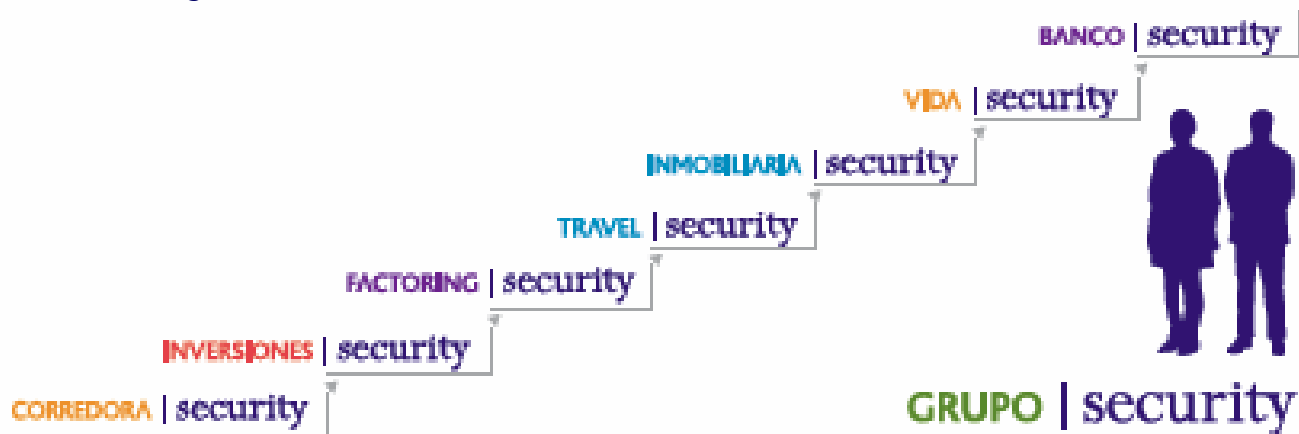 BANCO | security
VIDA | security
INMOBILIARIA | security
TRAVEL | security
FACTORING | security
INVERSIONES | security
CORREDORA | security
GRUPO | security